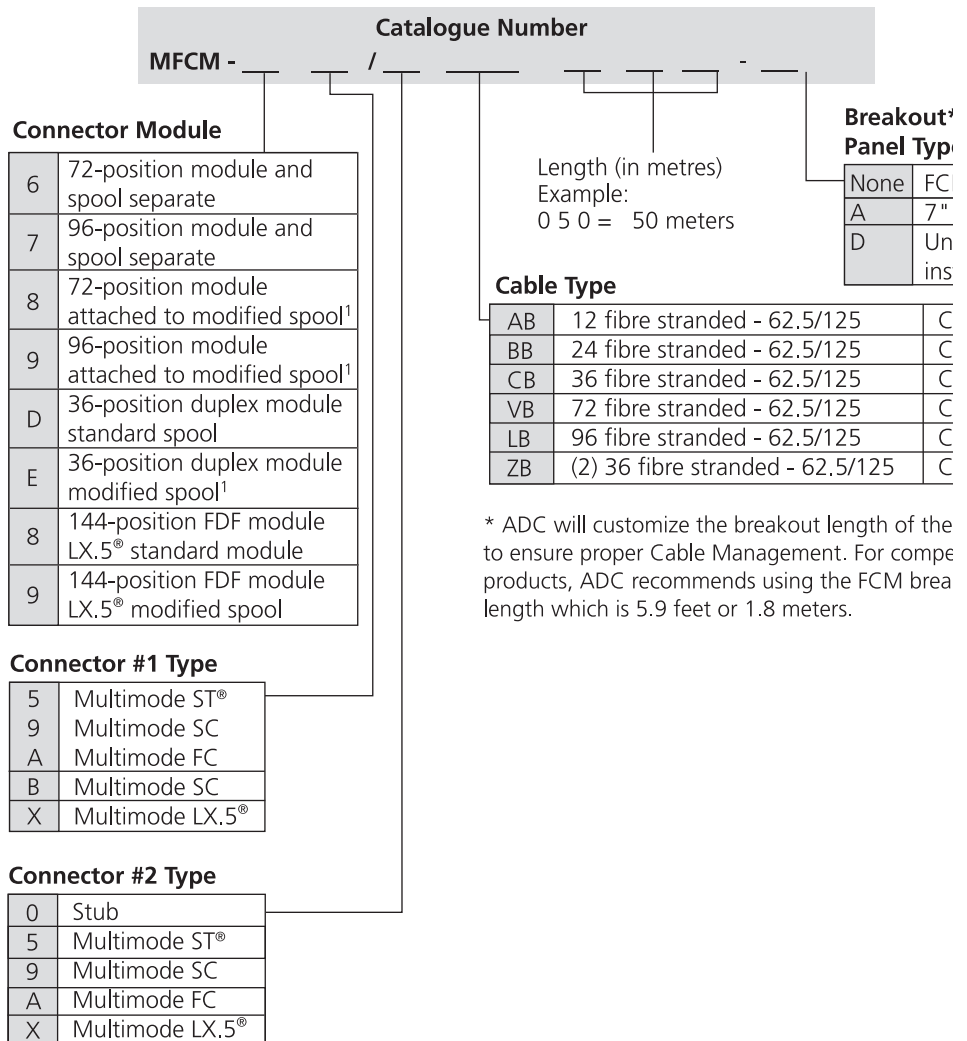 Catalogue Number
MFCM - __ __ / __ __ __ __ __ - __
Connector Module
6 72-position module and
spool separate
7 96-position module and
spool separate
8 72-position module
attached to modified spool¹
9 96-position module
attached to modified spool¹
D 36-position duplex module
standard spool
E 36-position duplex module
modified spool¹
8 144-position FDF module
LX.5® standard module
9 144-position FDF module
LX.5® modified spool
Connector #1 Type
5 Multimode ST®
9 Multimode SC
A Multimode FC
B Multimode SC
X Multimode LX.5®
Connector #2 Type
0 Stub
5 Multimode ST®
9 Multimode SC
A Multimode FC
X Multimode LX.5®
Length (in metres)
Example:
0 5 0 = 50 meters
Breakout*
Panel
None
A 7"
D
Cable Type
AB 12 fibre stranded - 62.5/125
BB 24 fibre stranded - 62.5/125
CB 36 fibre stranded - 62.5/125
VB 72 fibre stranded - 62.5/125
LB 96 fibre stranded - 62.5/125
ZB (2) 36 fibre stranded - 62.5/125
* ADC will customize the breakout length of the
to ensure proper Cable Management. For
products, ADC recommends using the FCM
length which is 5.9 feet or 1.8 meters.